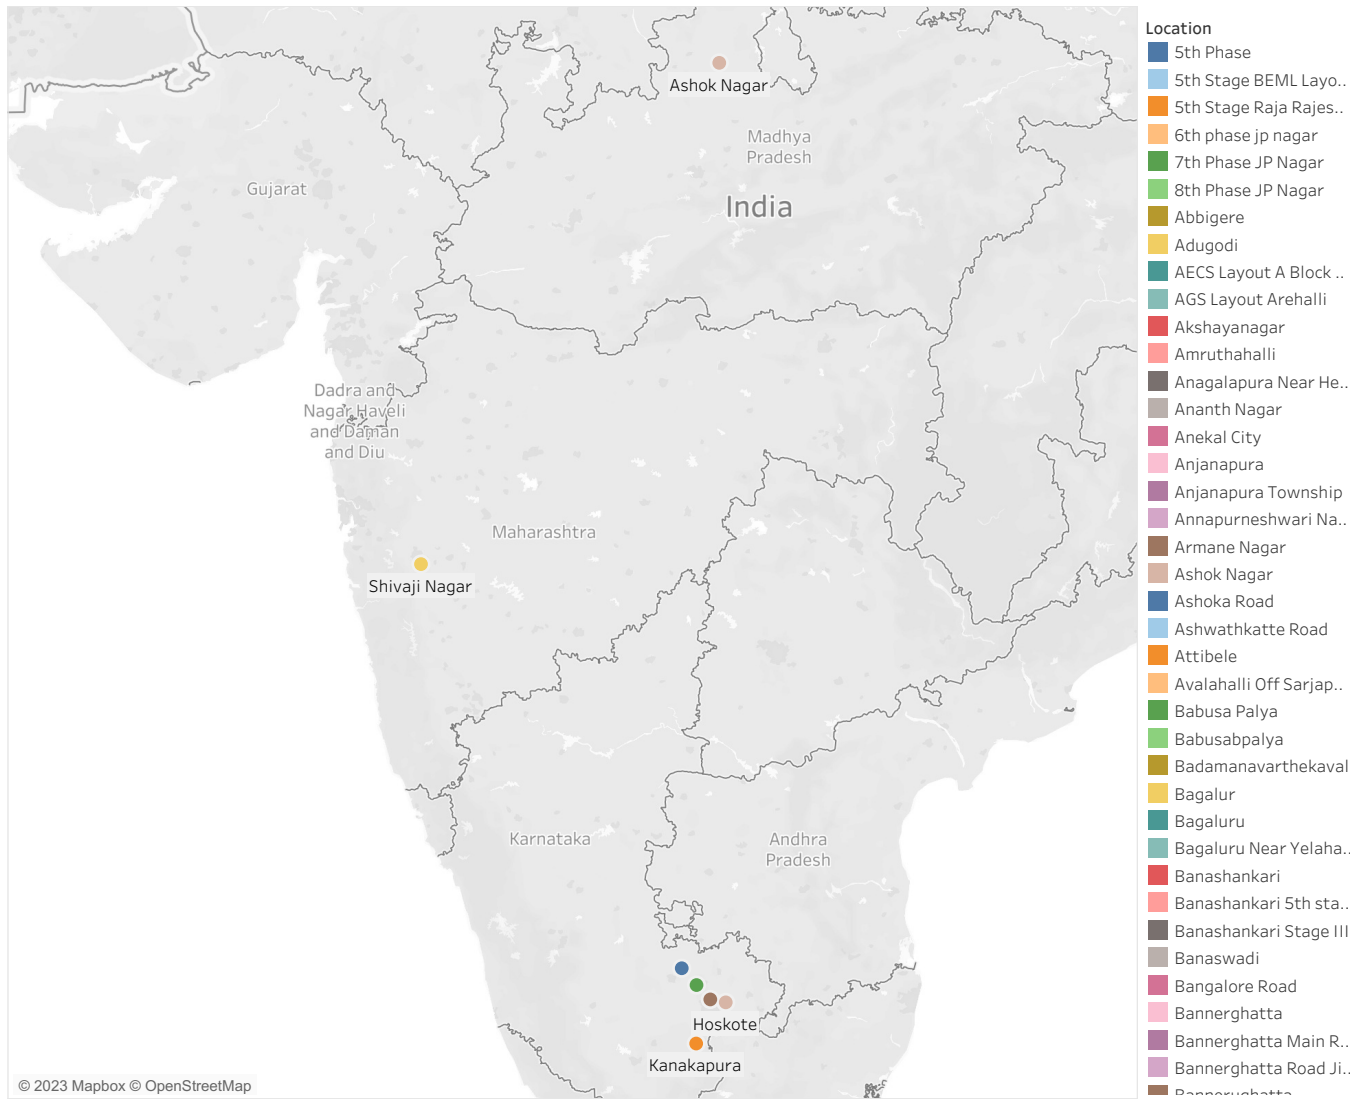 Ashok Nagar
Madhya
Pradesh
Gujarat
India
Dadra and
Nagar Haveli
and Daman
and Diu
Maharashtra
Shivaji Nagar
Karnataka
Andhra
Pradesh
Hoskote
Kanakapura
© 2023 Mapbox © OpenStreetMap
Location
5th Phase
5th Stage BEML Layo..
5th Stage Raja Rajes..
6th phase jp nagar
7th Phase JP Nagar
8th Phase JP Nagar
Abbigere
Adugodi
AECS Layout A Block ..
AGS Layout Arehalli
Akshayanagar
Amruthahalli
Anagalapura Near He..
Ananth Nagar
Anekal City
Anjanapura
Anjanapura Township
Annapurneshwari Na..
Armane Nagar
Ashok Nagar
Ashoka Road
Ashwathkatte Road
Attibele
Avalahalli Off Sarjap..
Babusa Palya
Babusabpalya
Badamanavarthekaval
Bagalur
Bagaluru
Bagaluru Near Yelaha..
Banashankari
Banashankari 5th sta..
Banashankari Stage III
Banaswadi
Bangalore Road
Bannerghatta
Bannerghatta Main R..
Bannerghatta Road Ji..
Bannerughatta